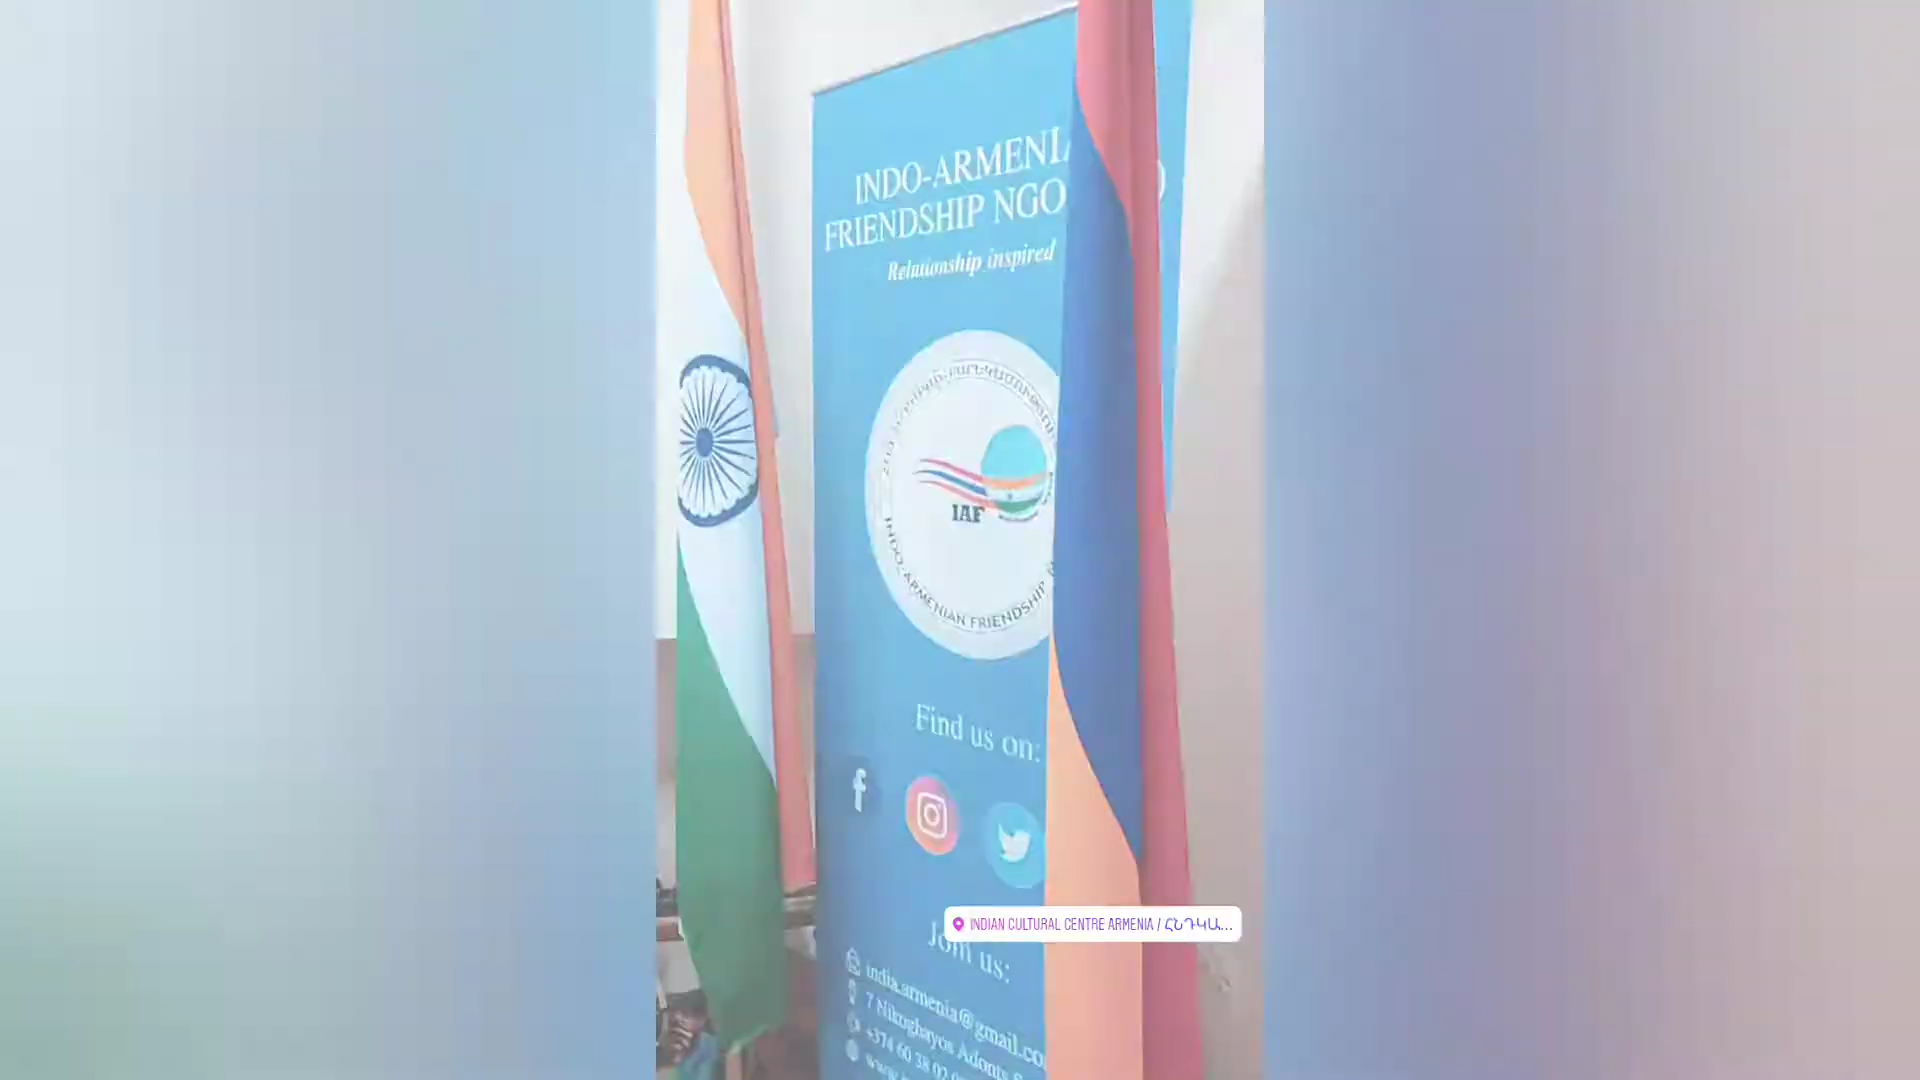 INDO-ARMENIA
FRIENDSHIP NGO
Relationship inspired
IAF
INDO-ARMENIAN FRIENDSHIP
Find us on:
INDIAN CULTURAL CENTRE ARMENIA / ՀՆԴԿԱ...
Join us:
india.armenia@gmail.co
7 Nikoghayos Adonts
+374 60 38 02
www.